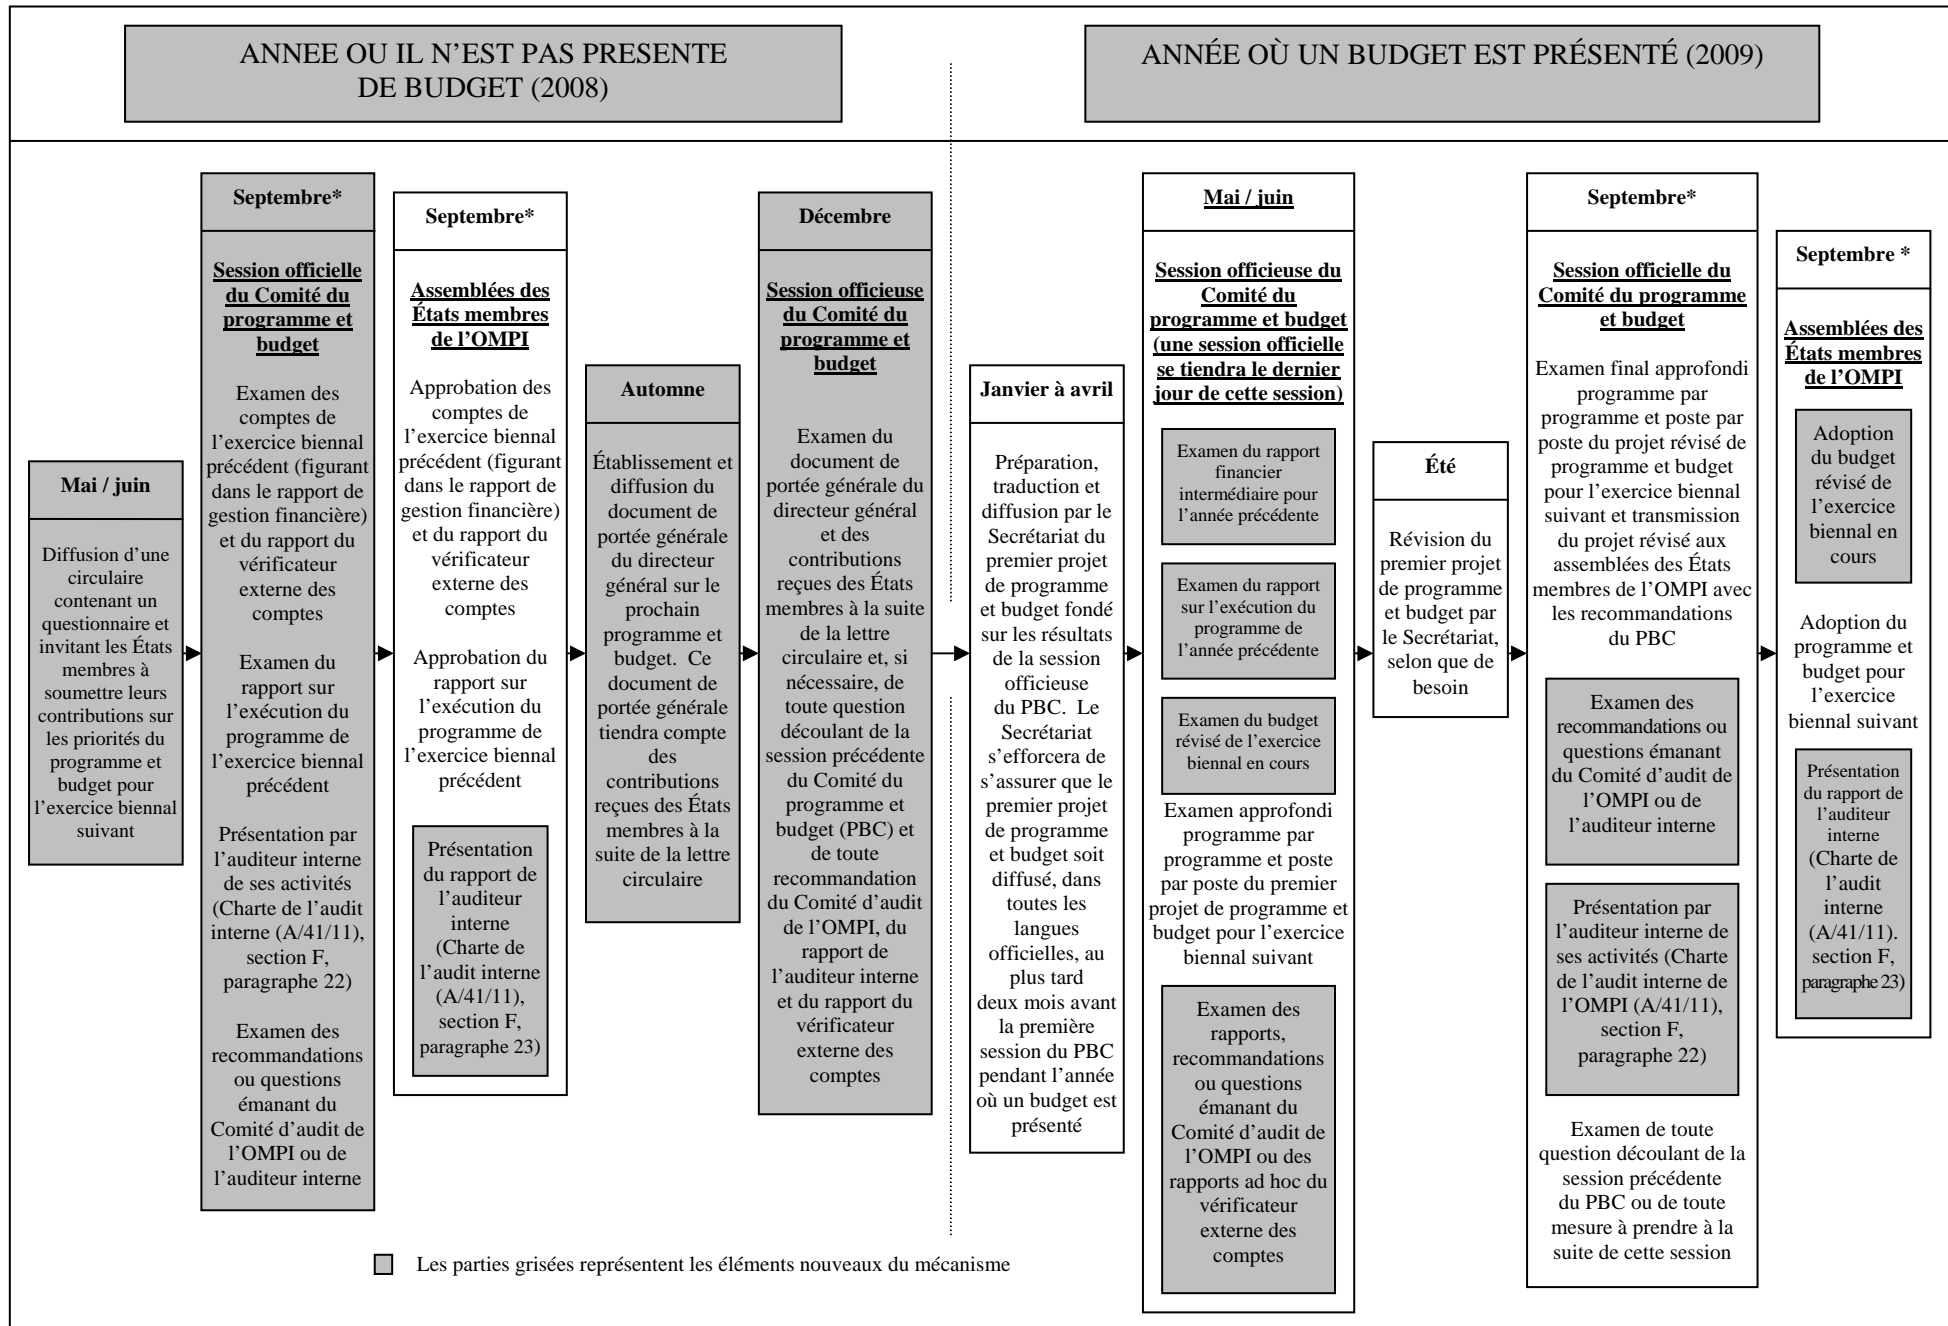 ANNEE OU IL N’EST PAS PRESENTE
DE BUDGET (2008)
ANNÉE OÙ UN BUDGET EST PRÉSENTÉ (2009)
Mai / juin
Diffusion d’une
circulaire
contenant un
questionnaire et
invitant les États
membres à
soumettre leurs
contributions sur
les priorités du
programme et
budget pour
l’exercice biennal
suivant
Septembre*
Session officielle
du Comité du
programme et
budget
Examen des
comptes de
l’exercice biennal
précédent (figurant
dans le rapport de
gestion financière)
et du rapport du
vérificateur
externe des
comptes
Examen du
rapport sur
l’exécution du
programme de
l’exercice biennal
précédent
Présentation par
l’auditeur interne
de ses activités
(Charte de l’audit
interne (A/41/11),
section F,
paragraphe 22)
Examen des
recommandations
ou questions
émanant du
Comité d’audit de
l’OMPI ou de
l’auditeur interne
Septembre*
Assemblées des
États membres
de l’OMPI
Approbation des
comptes de
l’exercice biennal
précédent (figurant
dans le rapport de
gestion financière)
et du rapport du
vérificateur
externe des
comptes
Approbation du
rapport sur
l’exécution du
programme de
l’exercice biennal
précédent
Présentation
du rapport de
l’auditeur
interne
(Charte de
l’audit interne
(A/41/11),
section F,
paragraphe 23)
Automne
Établissement et
diffusion du
document de
portée générale
du directeur
général sur le
prochain
programme et
budget. Ce
document de
portée générale
tiendra compte
des
contributions
reçues des États
membres à la
suite de la lettre
circulaire
Décembre
Session officieuse
du Comité du
programme et
budget
Examen du
document de
portée générale du
directeur général
et des
contributions
reçues des États
membres à la suite
de la lettre
circulaire et, si
nécessaire, de
toute question
découlant de la
session précédente
du Comité du
programme et
budget (PBC) et
de toute
recommandation
du Comité d’audit
de l’OMPI, du
rapport de
l’auditeur interne
et du rapport du
vérificateur
externe des
comptes
Janvier à avril
Préparation,
traduction et
diffusion par le
Secrétariat du
premier projet
de programme
et budget fondé
sur les résultats
de la session
officieuse
du PBC. Le
Secrétariat
s’efforcera de
s’assurer que le
premier projet
de programme
et budget soit
diffusé, dans
toutes les
langues
officielles, au
plus tard
deux mois avant
la première
session du PBC
pendant l’année
où un budget est
présenté
Mai / juin
Session officieuse du
Comité du
programme et budget
(une session officielle
se tiendra le dernier
jour de cette session)
Examen du rapport
financier
intermédiaire pour
l’année précédente
Examen du rapport
sur l’exécution du
programme de
l’année précédente
Examen du budget
révisé de l’exercice
biennal en cours
Examen approfondi
programme par
programme et poste
par poste du premier
projet de programme et
budget pour l’exercice
biennal suivant
Examen des
rapports,
recommandations
ou questions
émanant du
Comité d’audit de
l’OMPI ou des
rapports ad hoc du
vérificateur
externe des
comptes
Été
Révision du
premier projet
de programme
et budget par
le Secrétariat,
selon que de
besoin
Septembre*
Session officielle du
Comité du programme
et budget
Examen final approfondi
programme par
programme et poste par
poste du projet révisé de
programme et budget
pour l’exercice biennal
suivant et transmission
du projet révisé aux
assemblées des États
membres de l’OMPI avec
les recommandations
du PBC
Examen des
recommandations ou
questions émanant
du Comité d’audit de
l’OMPI ou de
l’auditeur interne
Présentation par
l’auditeur interne de
ses activités (Charte
de l’audit interne de
l’OMPI (A/41/11),
section F,
paragraphe 22)
Examen de toute
question découlant de la
session précédente
du PBC ou de toute
mesure à prendre à la
suite de cette session
Septembre *
Assemblées des
États membres
de l’OMPI
Adoption
du budget
révisé de
l’exercice
biennal en
cours
Adoption du
programme et
budget pour
l’exercice
biennal suivant
Présentation
du rapport de
l’auditeur
interne
(Charte de
l’audit
interne
(A/41/11).
section F,
paragraphe 23)
Les parties grisées représentent les éléments nouveaux du mécanisme